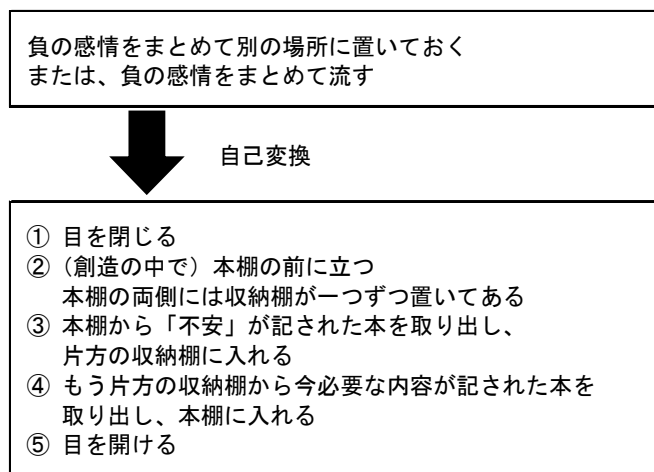 負の感情をまとめて別の場所に置いておく
または、負の感情をまとめて流す
自己変換
① 目を閉じる
② (創造の中で) 本棚の前に立つ
本棚の両側には収納棚が一つずつ置いてある
③ 本棚から「不安」が記された本を取り出し、
片方の収納棚に入れる
④ もう片方の収納棚から今必要な内容が記された本を
取り出し、本棚に入れる
⑤ 目を開ける